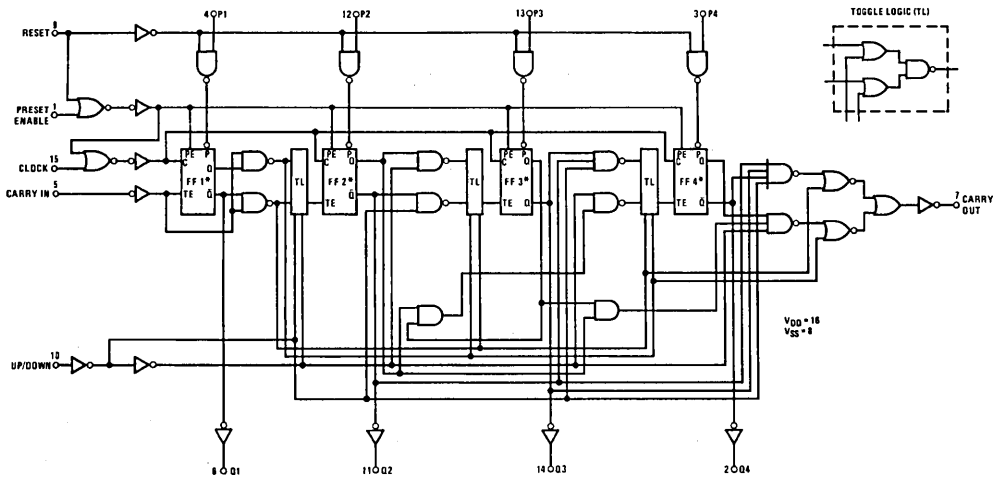 4 P1
12 P2
13 P3
3 P4
TOGGLE LOGIC (TL)
RESET 9
PRESET ENABLE 1
CLOCK 15
CARRY IN 5
PE P
C Q
FF 1*
TE Q̄
TL
PE P
C Q
FF 2*
TE Q̄
TL
PE P
C Q
FF 3*
TE Q
TL
PE P
C Q
FF 4*
TE Q̄
7 CARRY OUT
VDD = 16
VSS = 8
UP/DOWN 10
6 Q1
11 Q2
14 Q3
2 Q4